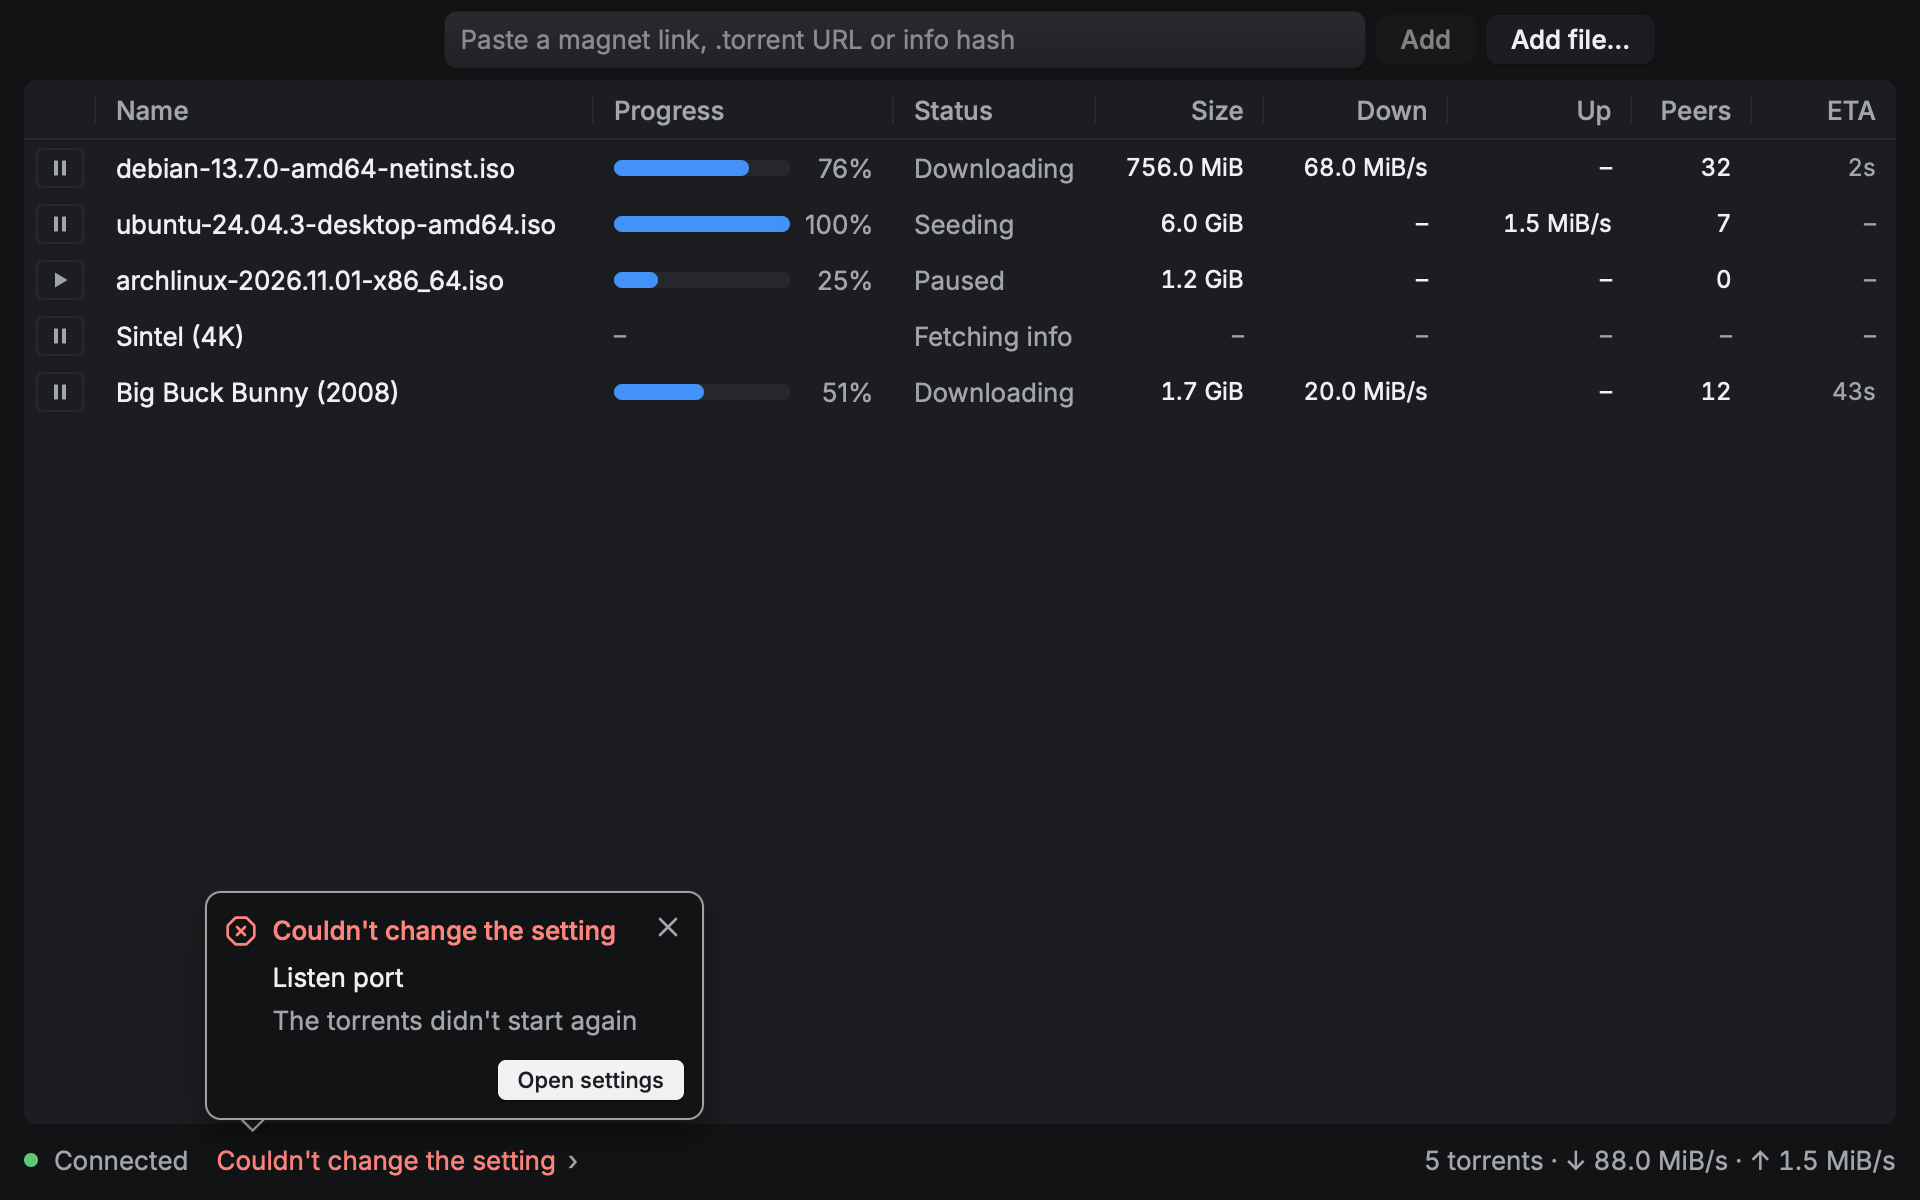 Paste a magnet link, .torrent URL or info hash Add Add file...
Name Progress Status Size Down Up Peers ETA
debian-13.7.0-amd64-netinst.iso 76% Downloading 756.0 MiB 68.0 MiB/s – 32 2s
ubuntu-24.04.3-desktop-amd64.iso 100% Seeding 6.0 GiB – 1.5 MiB/s 7 –
archlinux-2026.11.01-x86_64.iso 25% Paused 1.2 GiB – – 0 –
Sintel (4K) – Fetching info – – – – –
Big Buck Bunny (2008) 51% Downloading 1.7 GiB 20.0 MiB/s – 12 43s
Couldn't change the setting
Listen port
The torrents didn't start again
Open settings
Connected Couldn't change the setting › 5 torrents · ↓ 88.0 MiB/s · ↑ 1.5 MiB/s